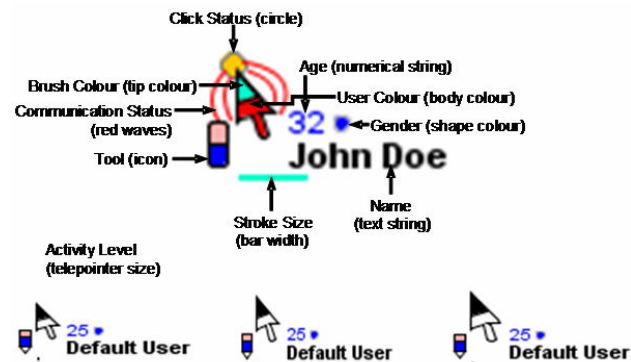 Click Status (circle)
Age (numerical string)
Brush Colour (tip colour)
User Colour (body colour)
Communication Status
(red waves)
32
Gender (shape colour)
Tool (icon)
John Doe
Stroke Size
(bar width)
Name
(text string)
Activity Level
(telepointer size)
25
Default User
25
Default User
25
Default User